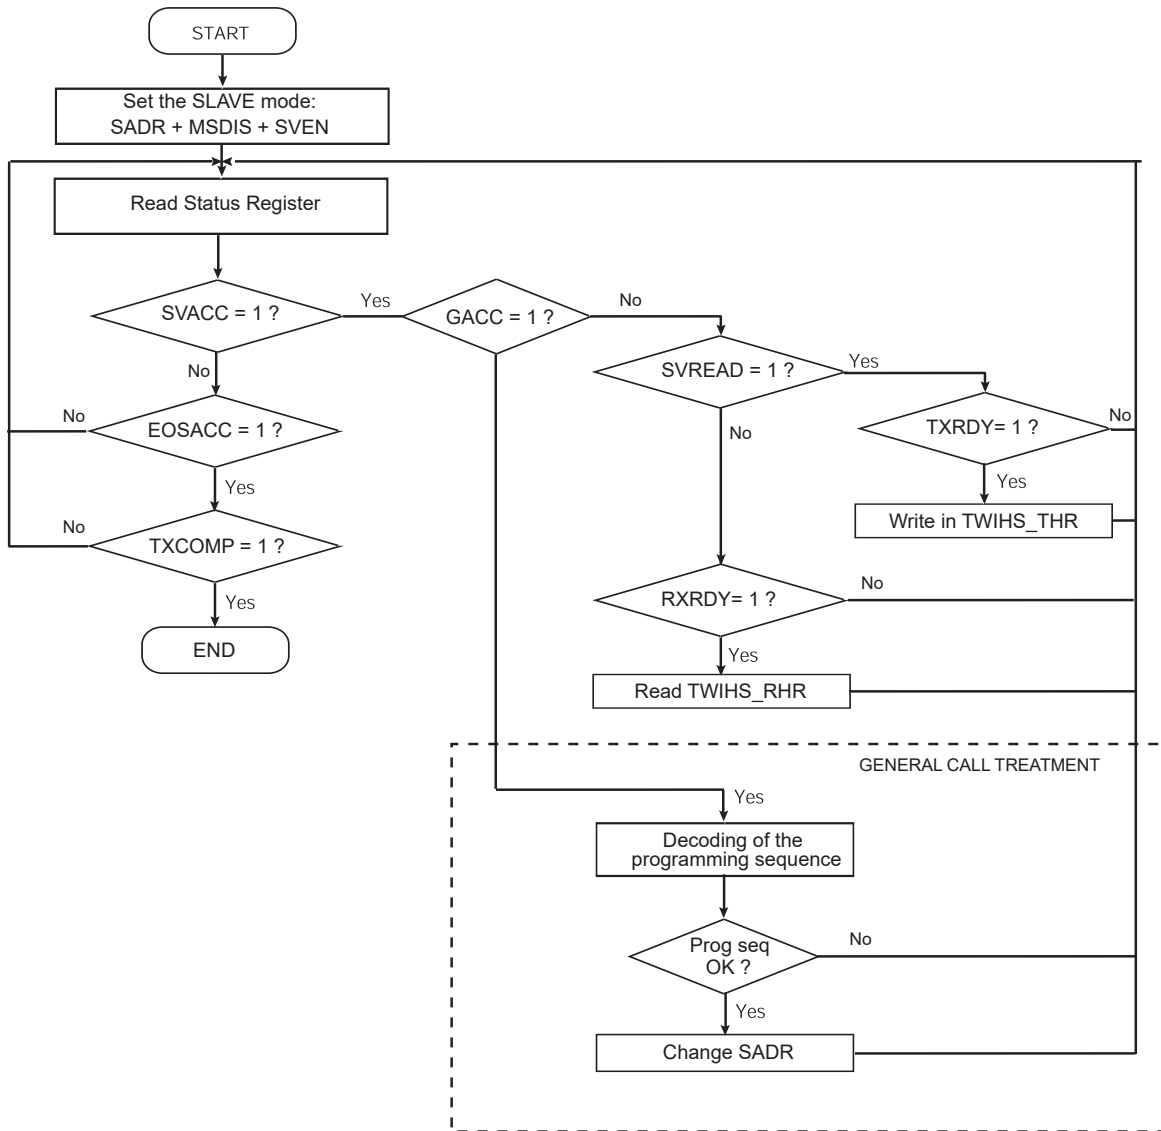 START
Set the SLAVE mode:
SADR + MSDIS + SVEN
Read Status Register
SVACC = 1 ?
Yes
GACC = 1 ?
No
SVREAD = 1 ?
Yes
No
No
EOSACC = 1 ?
TXRDY= 1 ?
No
No
Yes
Yes
Write in TWIHS_THR
No
TXCOMP = 1 ?
Yes
END
RXRDY= 1 ?
No
Yes
Read TWIHS_RHR
GENERAL CALL TREATMENT
Yes
Decoding of the
programming sequence
Prog seq
OK ?
No
Yes
Change SADR